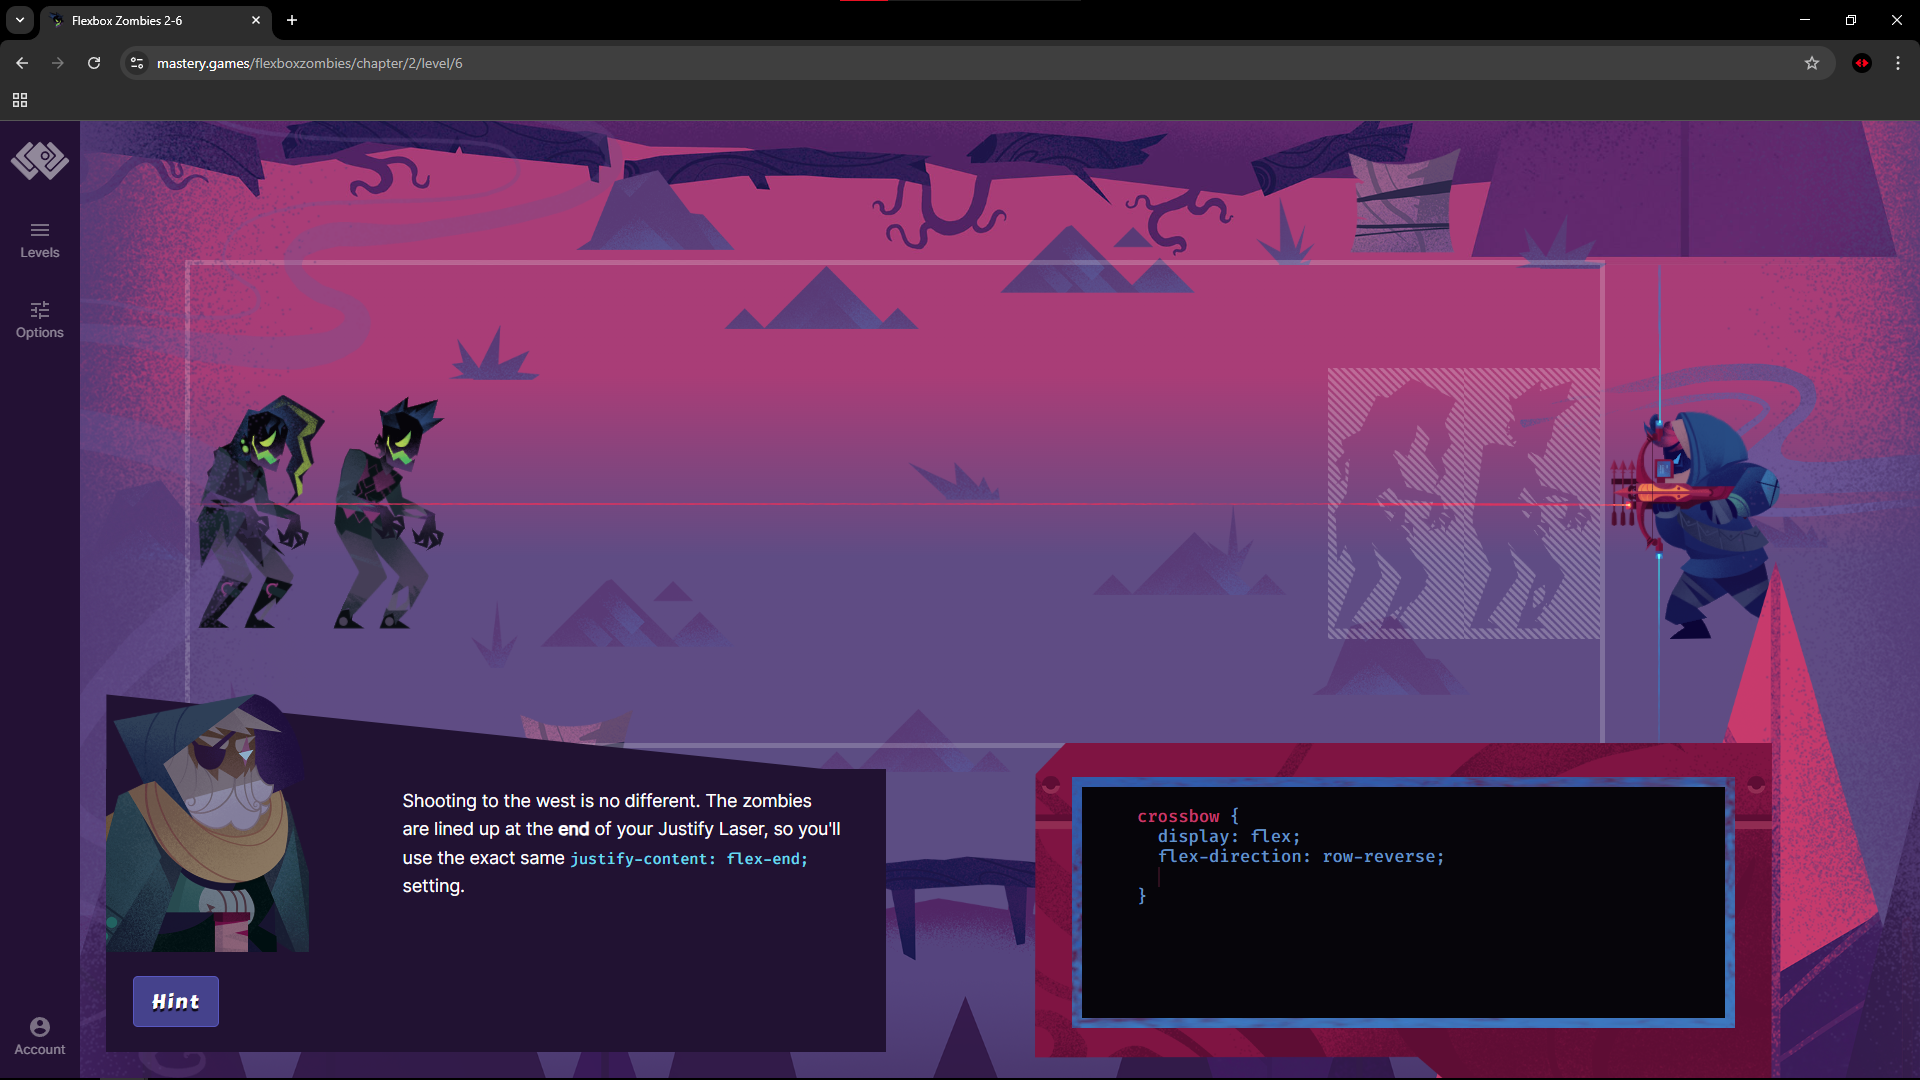 Flexbox Zombies 2-6
mastery.games/flexboxzombies/chapter/2/level/6
Levels
Options
Shooting to the west is no different. The zombies
are lined up at the end of your Justify Laser, so you'll
use the exact same justify-content: flex-end;
setting.
Hint
crossbow {
display: flex;
flex-direction: row-reverse;
}
Account